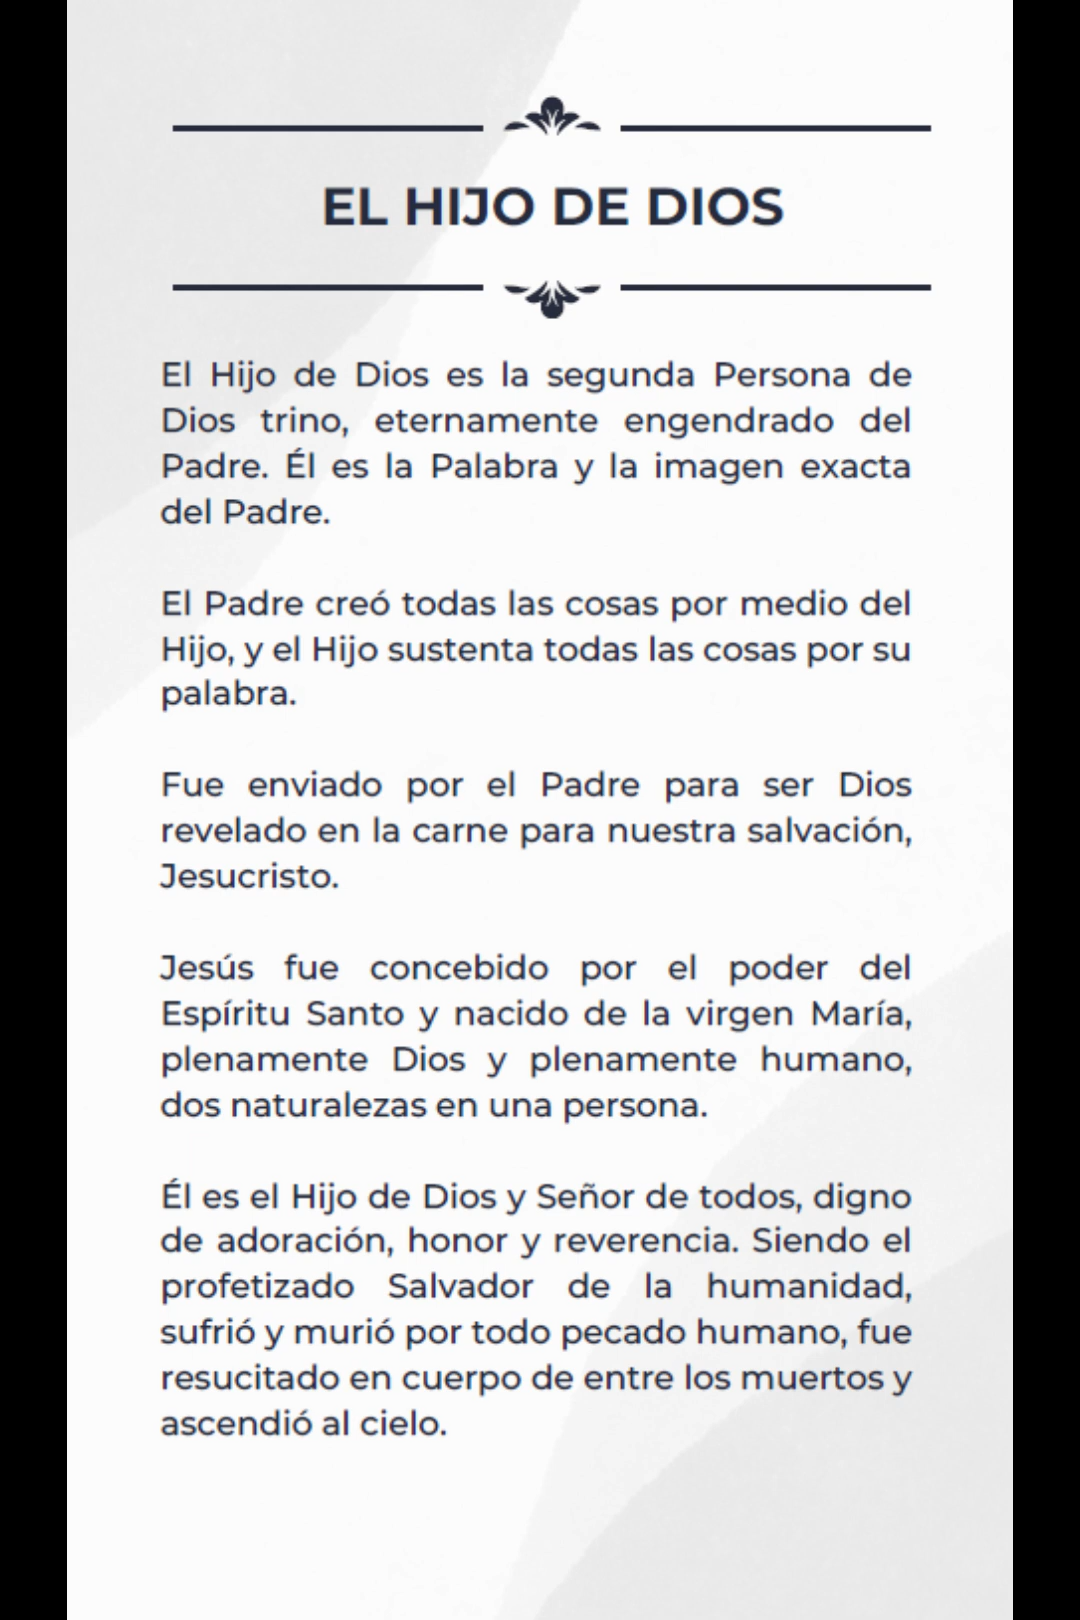 EL HIJO DE DIOS
El Hijo de Dios es la segunda Persona de
Dios trino, eternamente engendrado del
Padre. Él es la Palabra y la imagen exacta
del Padre.
El Padre creó todas las cosas por medio del
Hijo, y el Hijo sustenta todas las cosas por su
palabra.
Fue enviado por el Padre para ser Dios
revelado en la carne para nuestra salvación,
Jesucristo.
Jesús fue concebido por el poder del
Espíritu Santo y nacido de la virgen María,
plenamente Dios y plenamente humano,
dos naturalezas en una persona.
Él es el Hijo de Dios y Señor de todos, digno
de adoración, honor y reverencia. Siendo el
profetizado Salvador de la humanidad,
sufrió y murió por todo pecado humano, fue
resucitado en cuerpo de entre los muertos y
ascendió al cielo.